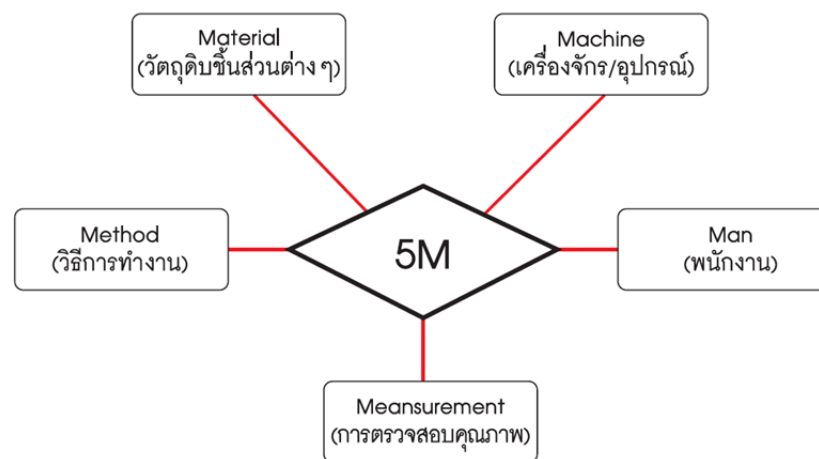 Material
(วัตถุดิบชิ้นส่วนต่าง ๆ)
Machine
(เครื่องจักร/อุปกรณ์)
Method
(วิธีการทำงาน)
5M
Man
(พนักงาน)
Meansurement
(การตรวจสอบคุณภาพ)